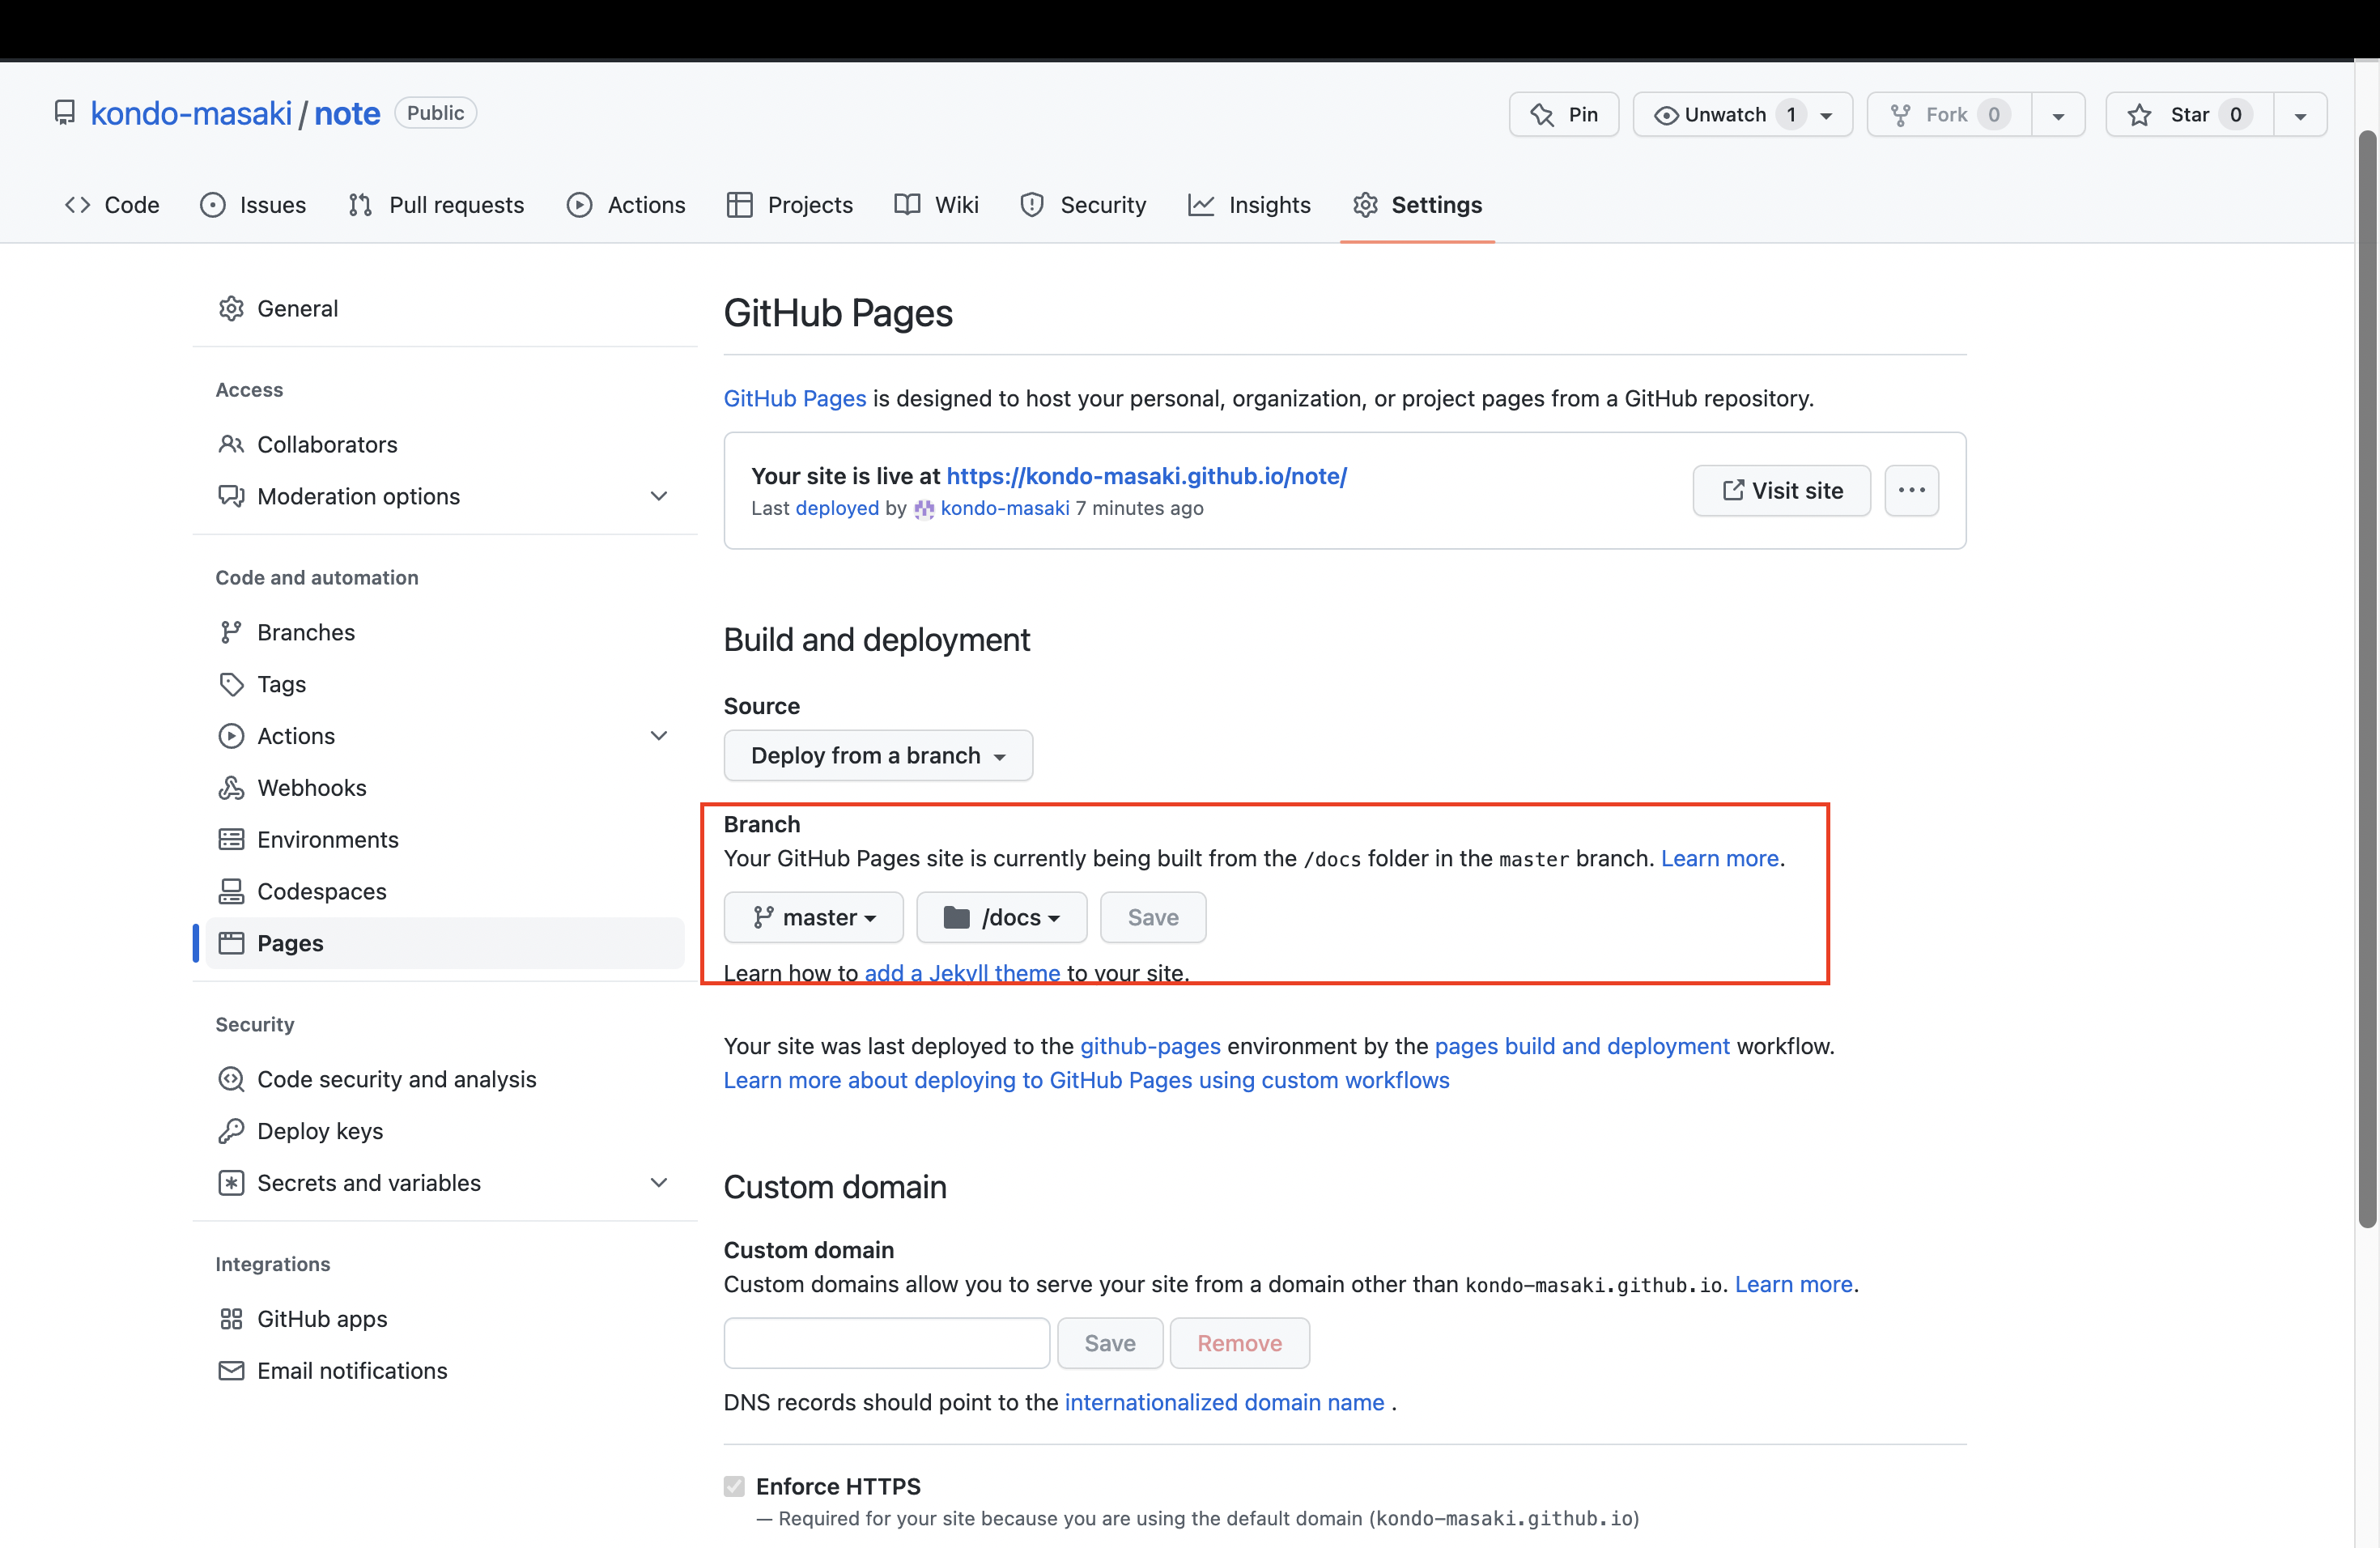 kondo-masaki / note Public
Pin
Unwatch 1
Fork 0
Star 0
Code
Issues
Pull requests
Actions
Projects
Wiki
Security
Insights
Settings
General
Access
Collaborators
Moderation options
Code and automation
Branches
Tags
Actions
Webhooks
Environments
Codespaces
Pages
Security
Code security and analysis
Deploy keys
Secrets and variables
Integrations
GitHub apps
Email notifications
GitHub Pages
GitHub Pages is designed to host your personal, organization, or project pages from a GitHub repository.
Your site is live at https://kondo-masaki.github.io/note/
Last deployed by kondo-masaki 7 minutes ago
Visit site
Build and deployment
Source
Deploy from a branch
Branch
Your GitHub Pages site is currently being built from the /docs folder in the master branch. Learn more.
master
/docs
Save
Learn how to add a Jekyll theme to your site.
Your site was last deployed to the github-pages environment by the pages build and deployment workflow.
Learn more about deploying to GitHub Pages using custom workflows
Custom domain
Custom domain
Custom domains allow you to serve your site from a domain other than kondo-masaki.github.io. Learn more.
Save
Remove
DNS records should point to the internationalized domain name .
Enforce HTTPS
— Required for your site because you are using the default domain (kondo-masaki.github.io)